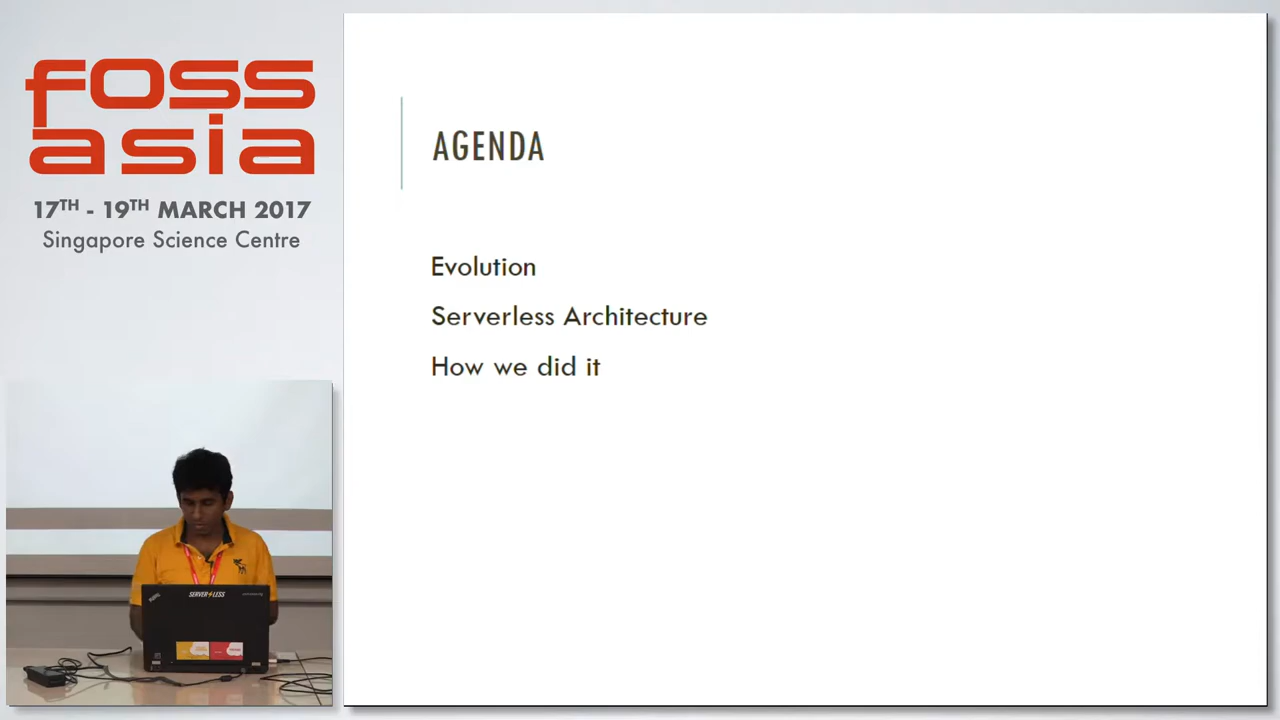 foss
asia
17TH - 19TH MARCH 2017
Singapore Science Centre
AGENDA
Evolution
Serverless Architecture
How we did it
SERVERLESS